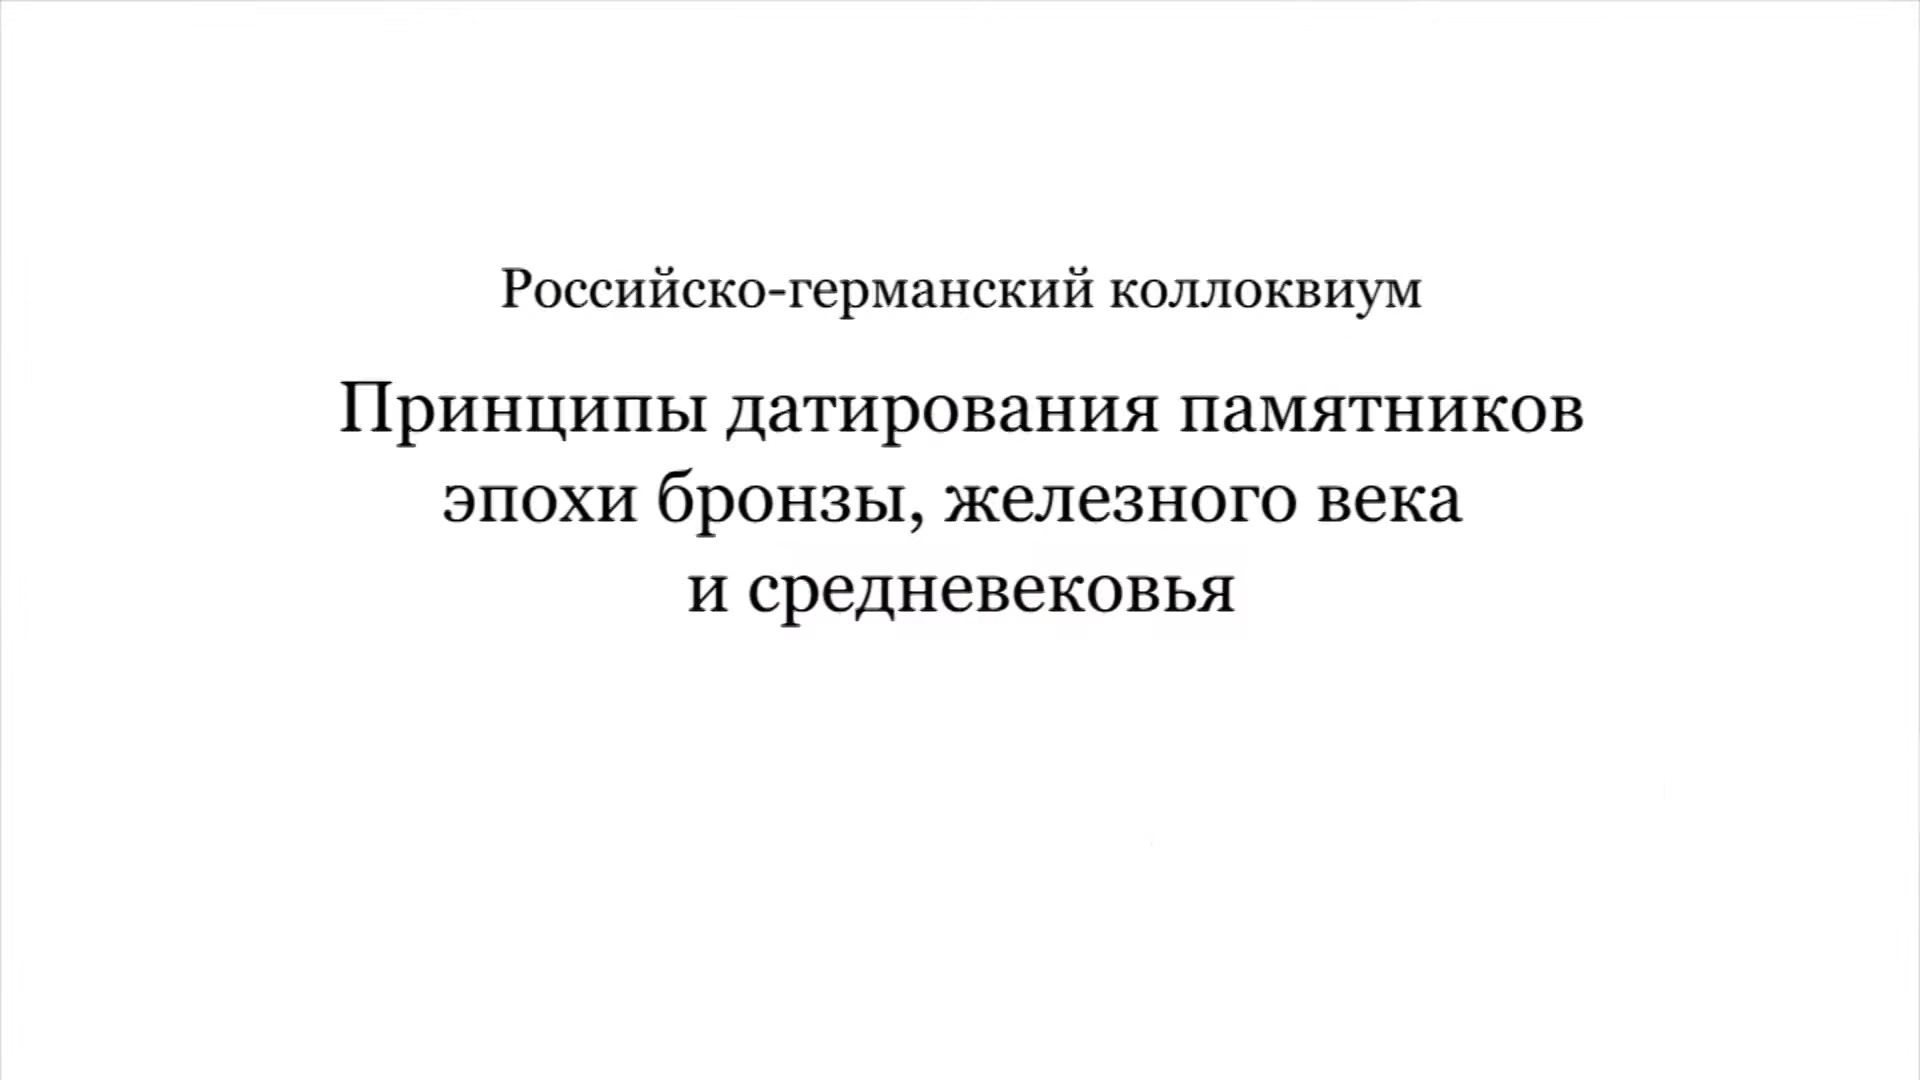 Российско-германский коллоквиум
Принципы датирования памятников
эпохи бронзы, железного века
и средневековья